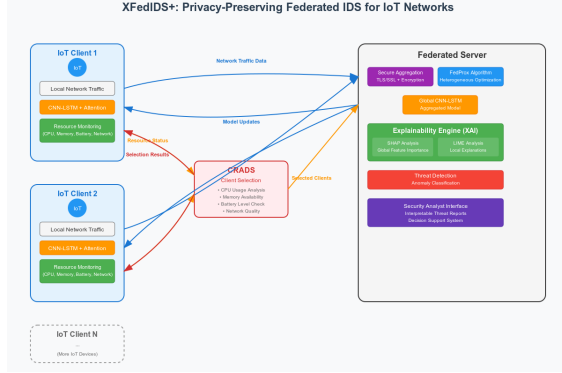 XFedIDS+: Privacy-Preserving Federated IDS for IoT Networks
IoT Client 1
IoT
Local Network Traffic
CNN-LSTM + Attention
Resource Monitoring
(CPU, Memory, Battery, Network)
IoT Client 2
IoT
Local Network Traffic
CNN-LSTM + Attention
Resource Monitoring
(CPU, Memory, Battery, Network)
IoT Client N
...
(More IoT Devices)
Network Traffic Data
Model Updates
Resource Status
Selection Results
CRADS
Client Selection
• CPU Usage Analysis
• Memory Availability
• Battery Level Check
• Network Quality
Selected Clients
Federated Server
Secure Aggregation
TLS/SSL + Encryption
FedProx Algorithm
Heterogeneous Optimization
Global CNN-LSTM
Aggregated Model
Explainability Engine (XAI)
SHAP Analysis
Global Feature Importance
LIME Analysis
Local Explanations
Threat Detection
Anomaly Classification
Security Analyst Interface
Interpretable Threat Reports
Decision Support System